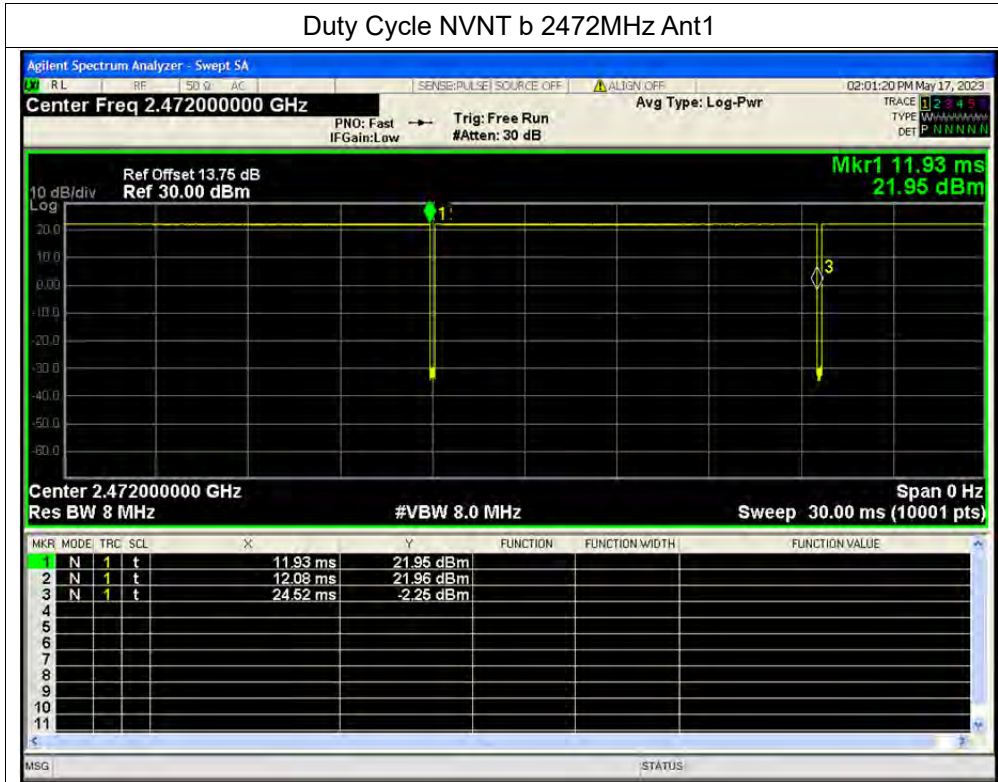 Duty Cycle NVNT b 2472MHz Ant1
Agilent Spectrum Analyzer - Swept SA
RL RF 50 Ω AC SENSE:PULSE SOURCE OFF ALIGN OFF 02:01:20 PM May 17, 2023
Center Freq 2.472000000 GHz Avg Type: Log-Pwr TRACE 1 2 3 4 5
PNO: Fast Trig: Free Run TYPE
IFGain:Low #Atten: 30 dB DET P N N N N N
Mkr1 11.93 ms
21.95 dBm
Ref Offset 13.75 dB
10 dB/div Ref 30.00 dBm
Log
1
20.0
10.0
3
0.00
-10.0
-20.0
-30.0
-40.0
-50.0
-60.0
Center 2.472000000 GHz Span 0 Hz
Res BW 8 MHz #VBW 8.0 MHz Sweep 30.00 ms (10001 pts)
MKR MODE TRC SCL X Y FUNCTION FUNCTION WIDTH FUNCTION VALUE
1 N 1 t 11.93 ms 21.95 dBm
2 N 1 t 12.08 ms 21.96 dBm
3 N 1 t 24.52 ms -2.25 dBm
4
5
6
7
8
9
10
11
MSG STATUS